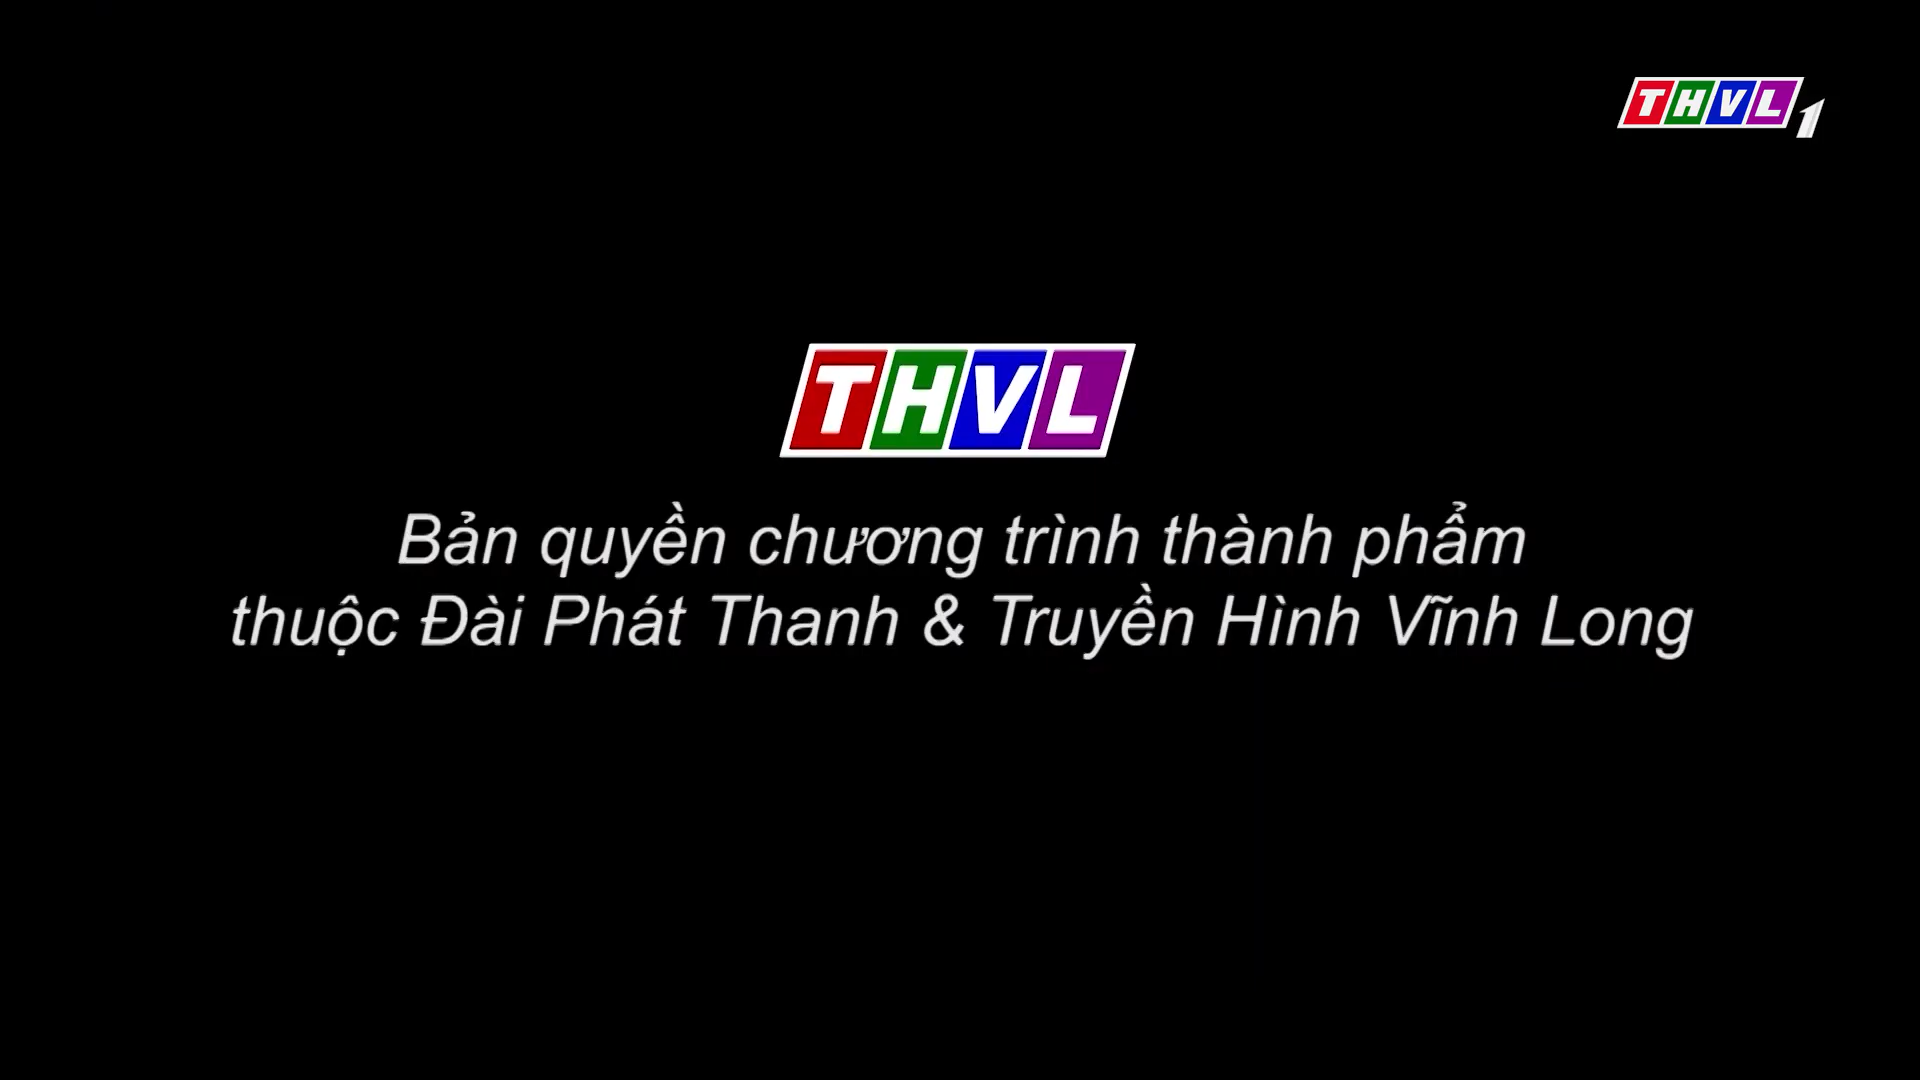 THVL1
THVL
Bản quyền chương trình thành phẩm
thuộc Đài Phát Thanh & Truyền Hình Vĩnh Long